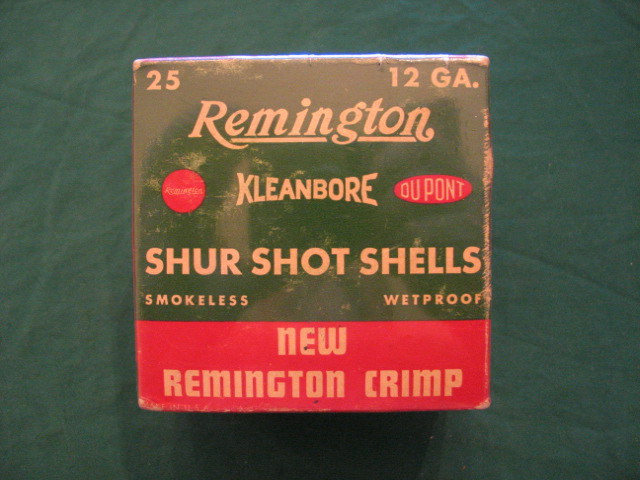 25 12 GA.
Remington
Remington KLEANBORE DU PONT
SHUR SHOT SHELLS
SMOKELESS WETPROOF
NEW
REMINGTON CRIMP